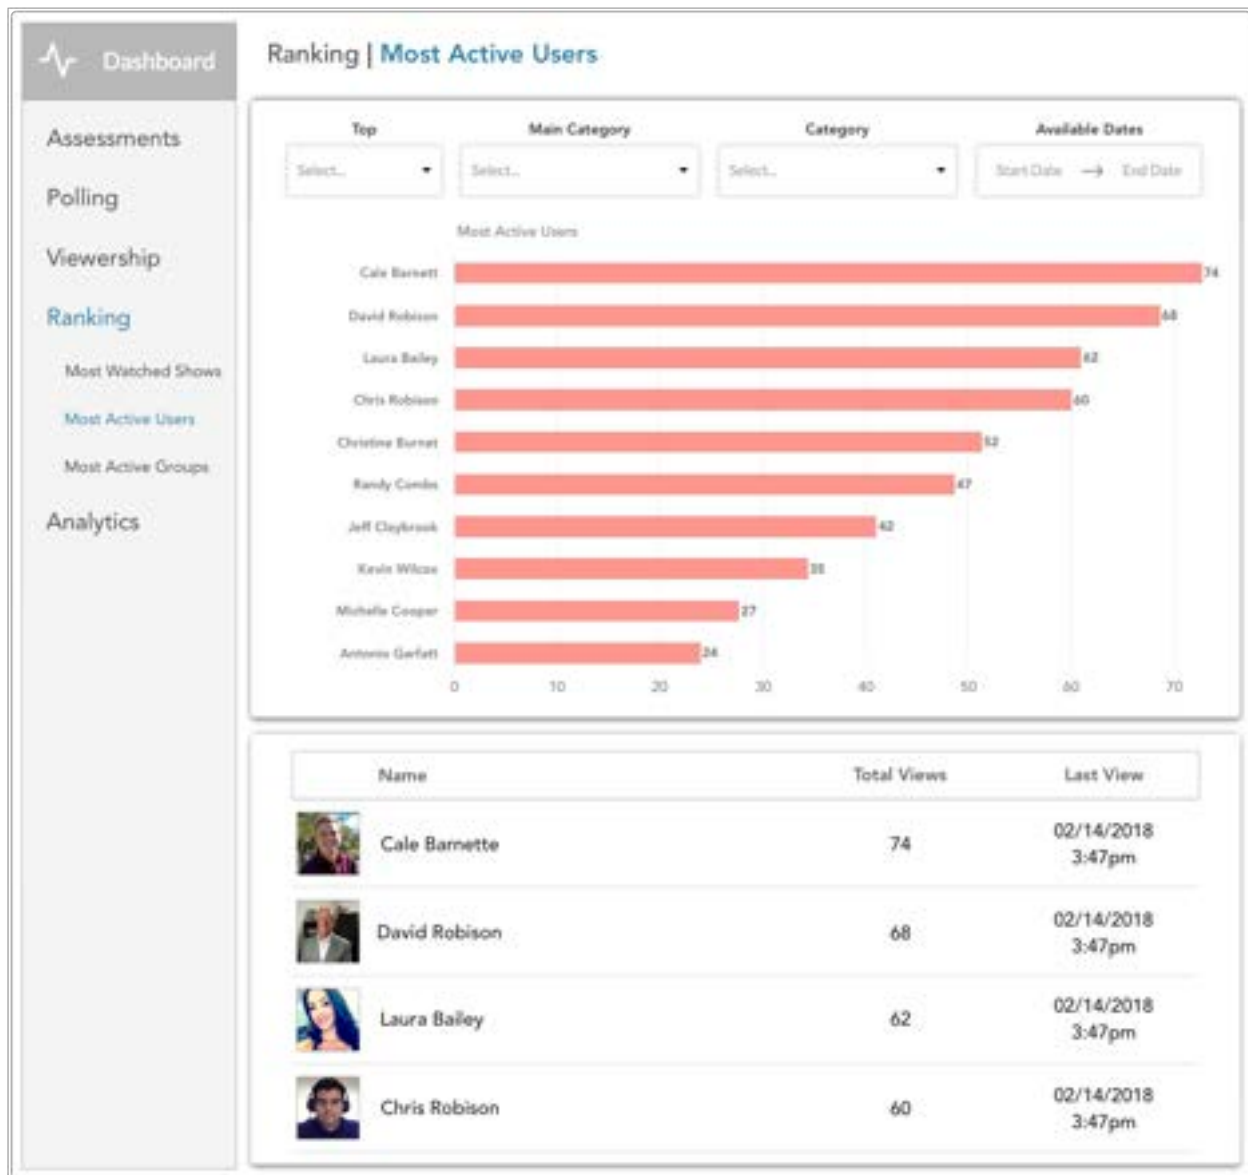 Dashboard
Ranking | Most Active Users
Assessments
Polling
Viewership
Ranking
Most Watched Shows
Most Active Users
Most Active Groups
Analytics
Top Main Category Category Available Dates
Select... Select... Select... Start Date → End Date
Most Active Users
Cale Barnett 74
David Robison 68
Laura Bailey 62
Chris Robison 60
Christine Burnet 52
Randy Combs 47
Jeff Claybrook 42
Kevin Wilcox 35
Michelle Cooper 27
Antonio Garfatt 24
0 10 20 30 40 50 60 70
Name Total Views Last View
Cale Barnette 74 02/14/2018
3:47pm
David Robison 68 02/14/2018
3:47pm
Laura Bailey 62 02/14/2018
3:47pm
Chris Robison 60 02/14/2018
3:47pm